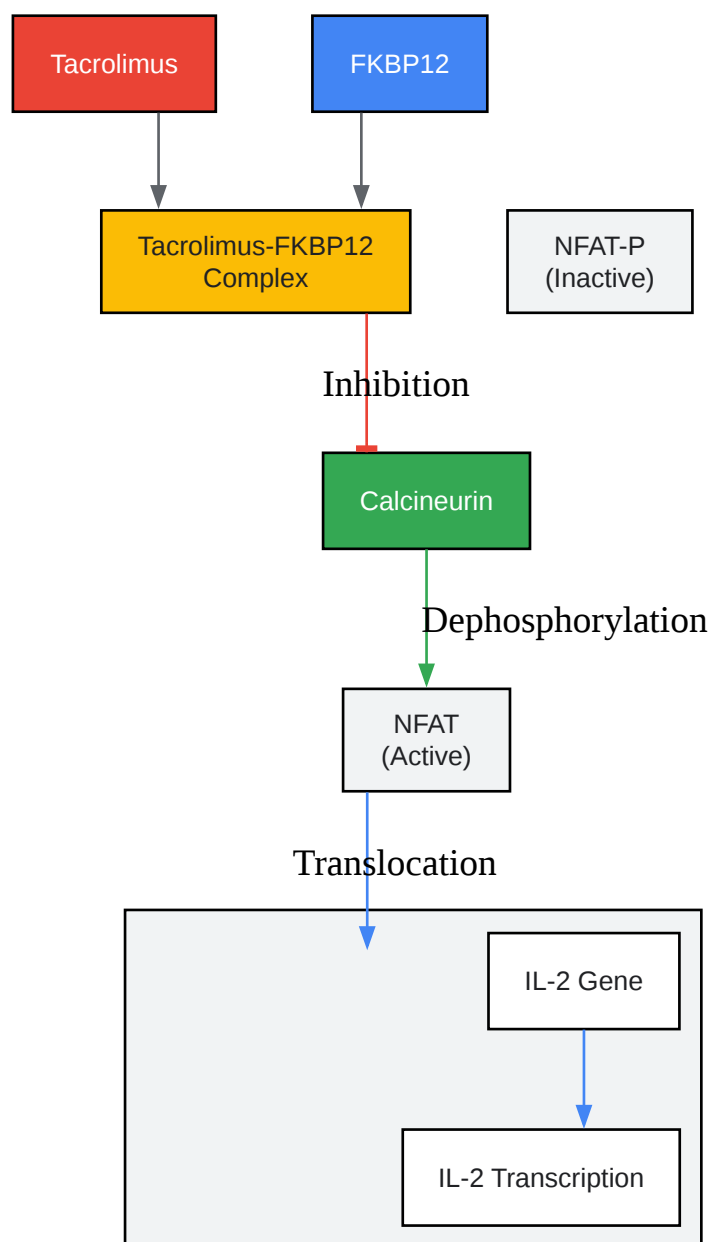 Tacrolimus
FKBP12
Tacrolimus-FKBP12
Complex
NFAT-P
(Inactive)
Inhibition
Calcineurin
Dephosphorylation
NFAT
(Active)
Translocation
IL-2 Gene
IL-2 Transcription